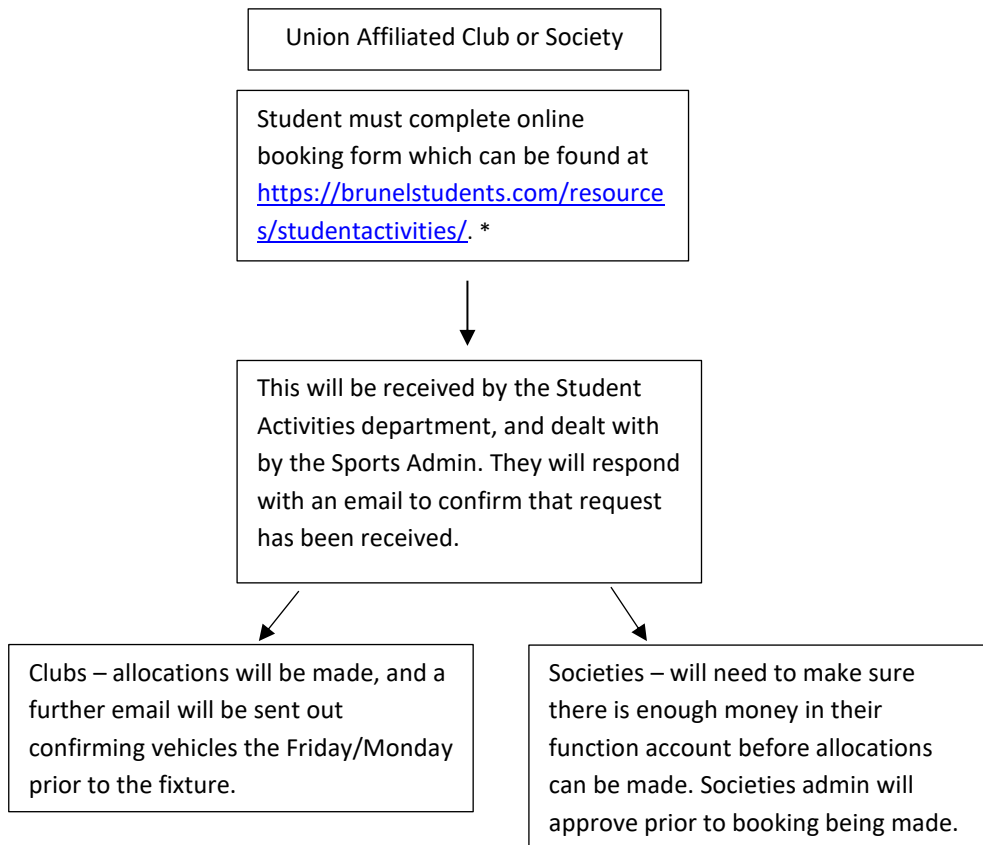 Union Affiliated Club or Society
Student must complete online
booking form which can be found at
https://brunelstudents.com/resource
s/studentactivities/. *
This will be received by the Student
Activities department, and dealt with
by the Sports Admin. They will respond
with an email to confirm that request
has been received.
Clubs – allocations will be made, and a
further email will be sent out
confirming vehicles the Friday/Monday
prior to the fixture.
Societies – will need to make sure
there is enough money in their
function account before allocations
can be made. Societies admin will
approve prior to booking being made.